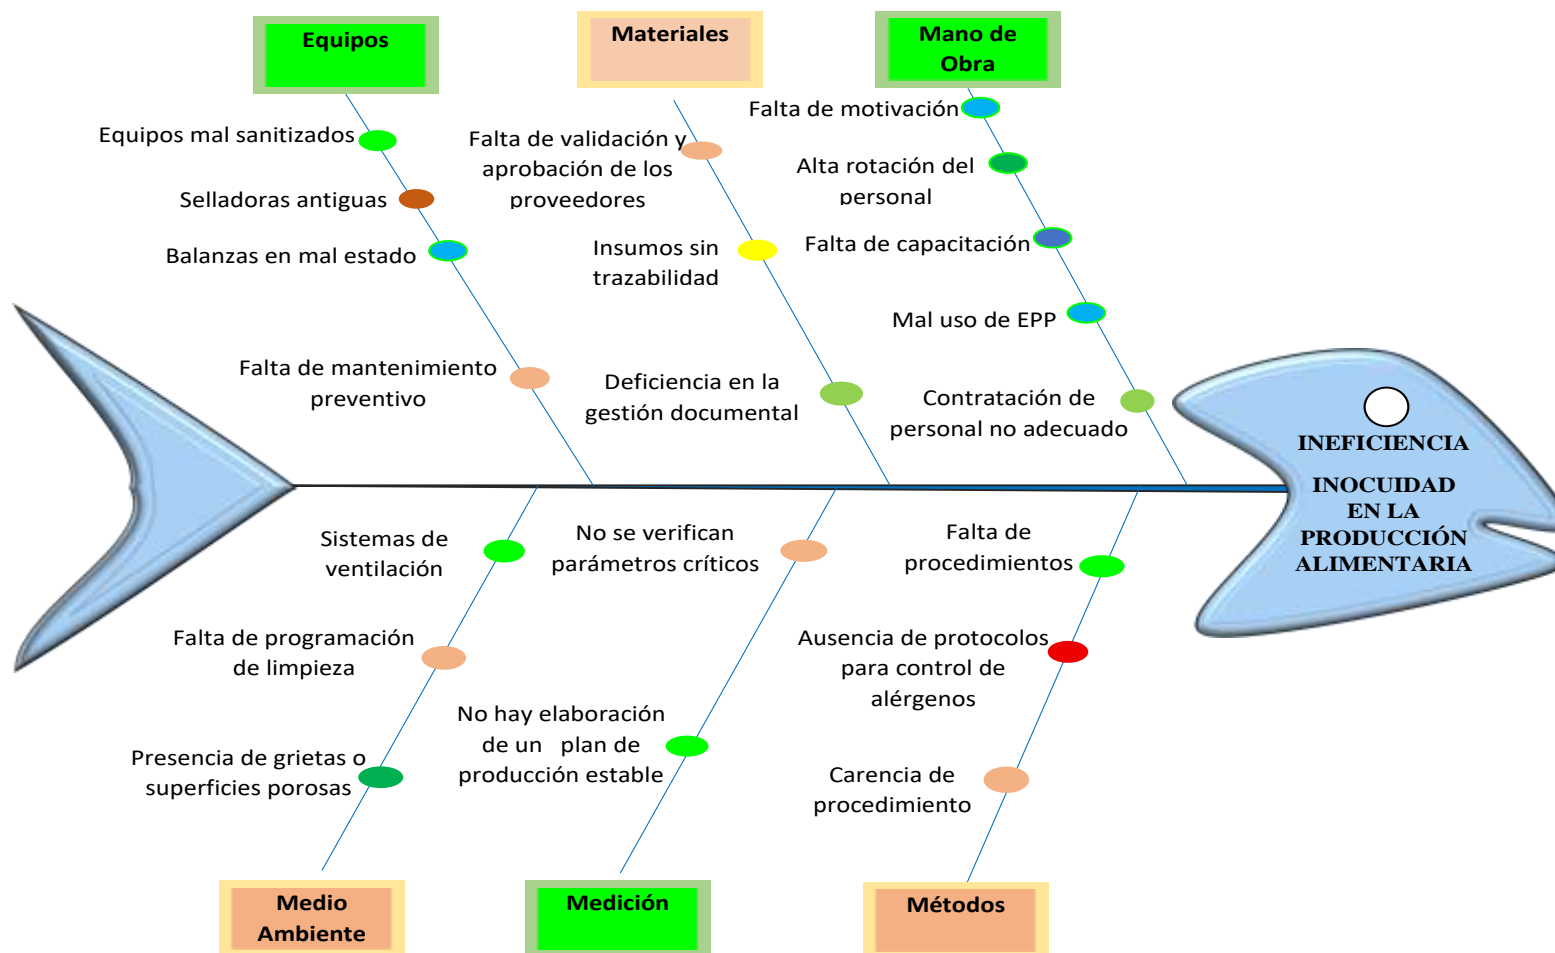 Equipos
Materiales
Mano de
Obra
Equipos mal sanitizados
Selladoras antiguas
Balanzas en mal estado
Falta de mantenimiento
preventivo
Falta de validación y
aprobación de los
proveedores
Insumos sin
trazabilidad
Deficiencia en la
gestión documental
Falta de motivación
Alta rotación del
personal
Falta de capacitación
Mal uso de EPP
Contratación de
personal no adecuado
INEFICIENCIA
INOCUIDAD
EN LA
PRODUCCIÓN
ALIMENTARIA
Sistemas de
ventilación
Falta de programación
de limpieza
Presencia de grietas o
superficies porosas
No se verifican
parámetros críticos
No hay elaboración
de un plan de
producción estable
Falta de
procedimientos
Ausencia de protocolos
para control de
alérgenos
Carencia de
procedimiento
Medio
Ambiente
Medición
Métodos